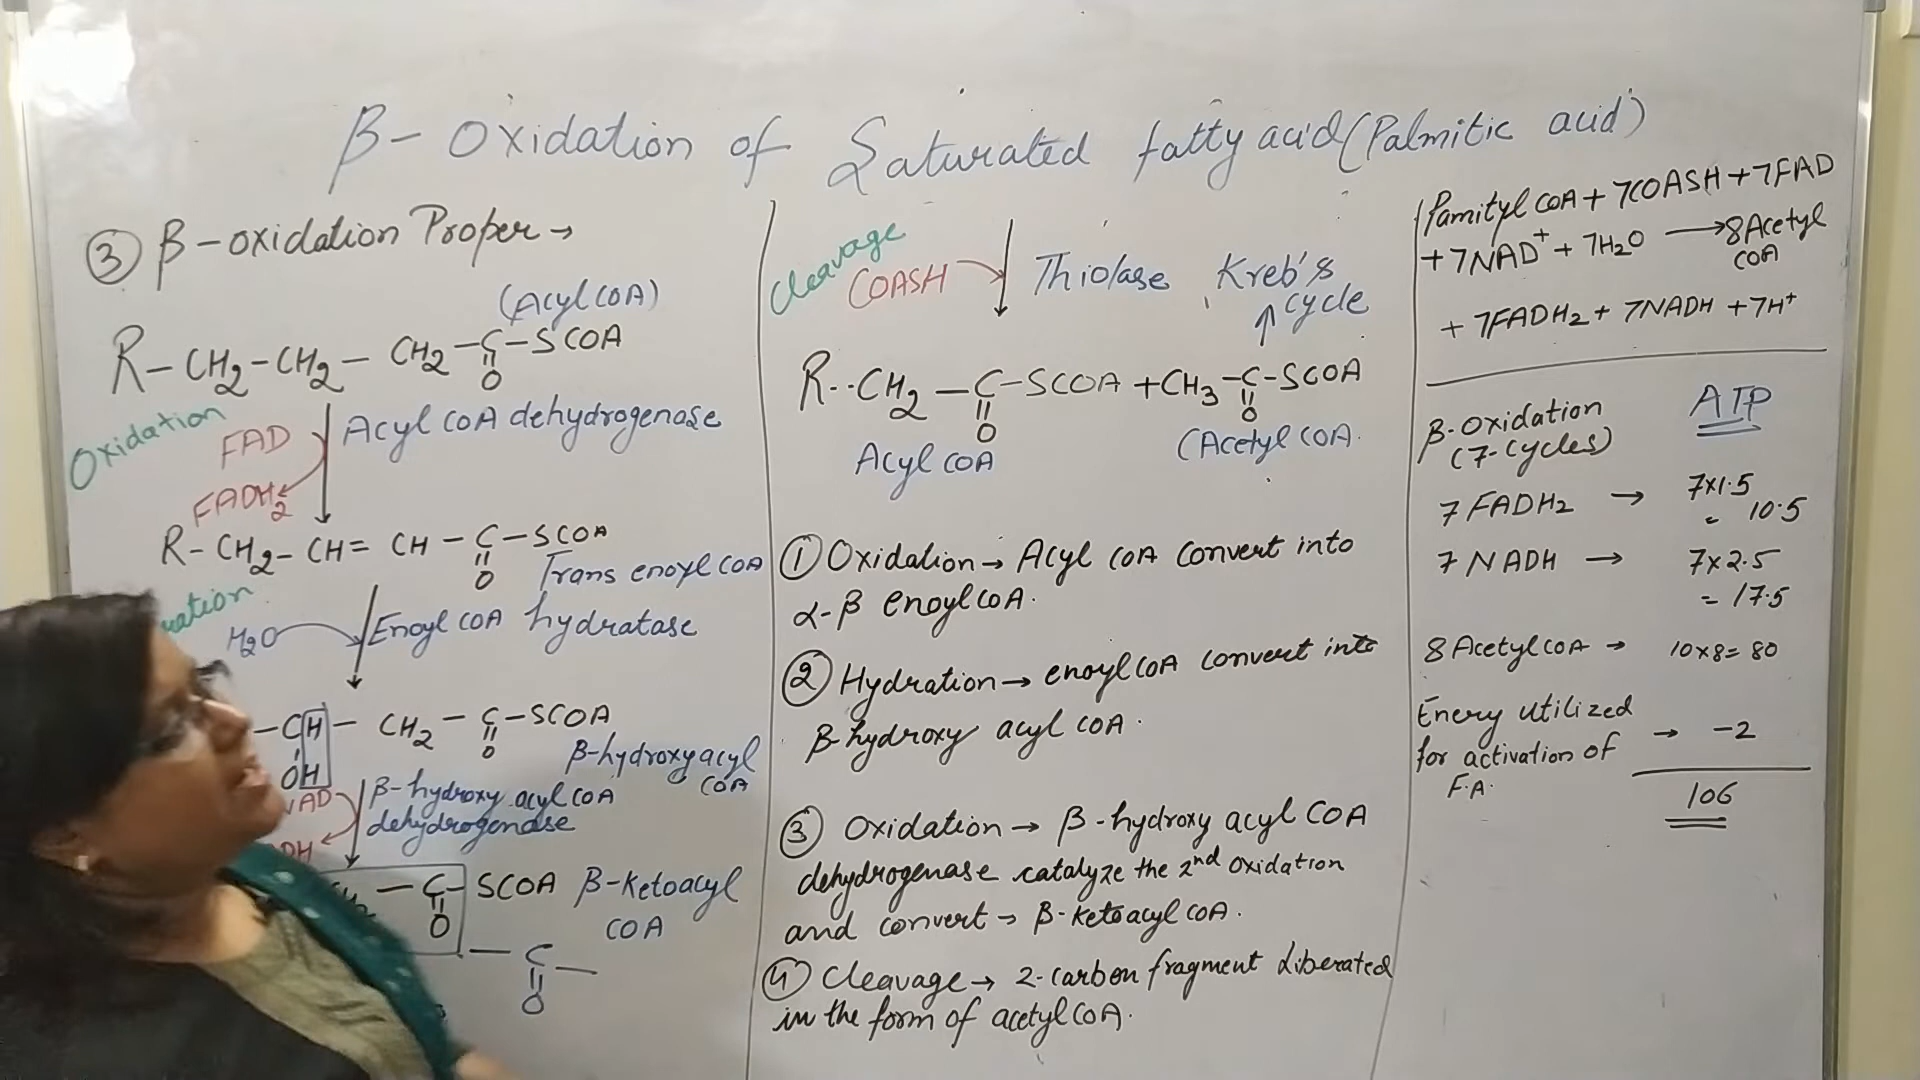 β- Oxidation of Saturated fatty acid (Palmitic acid)
③ β-oxidation Proper →
(Acyl COA)
R- CH2-CH2- CH2-C-SCOA
O
Oxidation
FAD
Acyl COA dehydrogenase
FADH2
R- CH2- CH= CH - C -SCOA
O
Trans enoyl COA
H2O
Enoyl COA hydratase
-CH- CH2 - C-SCOA
O
OH
β-hydroxyacyl
COA
NAD
β-hydroxy acyl COA
dehydrogenase
- C- SCOA
O
β-Ketoacyl
COA
- C -
O
Cleavage
COASH
Thiolase
Kreb's
cycle
R--CH2 - C-SCOA +CH3-C-SCOA
O O
Acyl COA
(Acetyl COA.
① Oxidation → Acyl COA convert into
α-β enoyl COA.
② Hydration → enoyl COA convert into
β-hydroxy acyl COA.
③ Oxidation → β-hydroxy acyl COA
dehydrogenase catalyze the 2nd oxidation
and convert → β-ketoacyl COA.
④ Cleavage → 2-carbon fragment liberated
in the form of acetyl COA.
Pamityl COA + 7COASH +7FAD
+7NAD+ + 7H2O → 8Acetyl
COA
+ 7FADH2+ 7NADH +7H+
β-Oxidation
(7-Cycles)
ATP
7 FADH2 → 7x1.5
= 10.5
7 NADH → 7x2.5
= 17.5
8 Acetyl COA → 10x8= 80
Enery utilized
for activation of
F.A.
→ -2
106